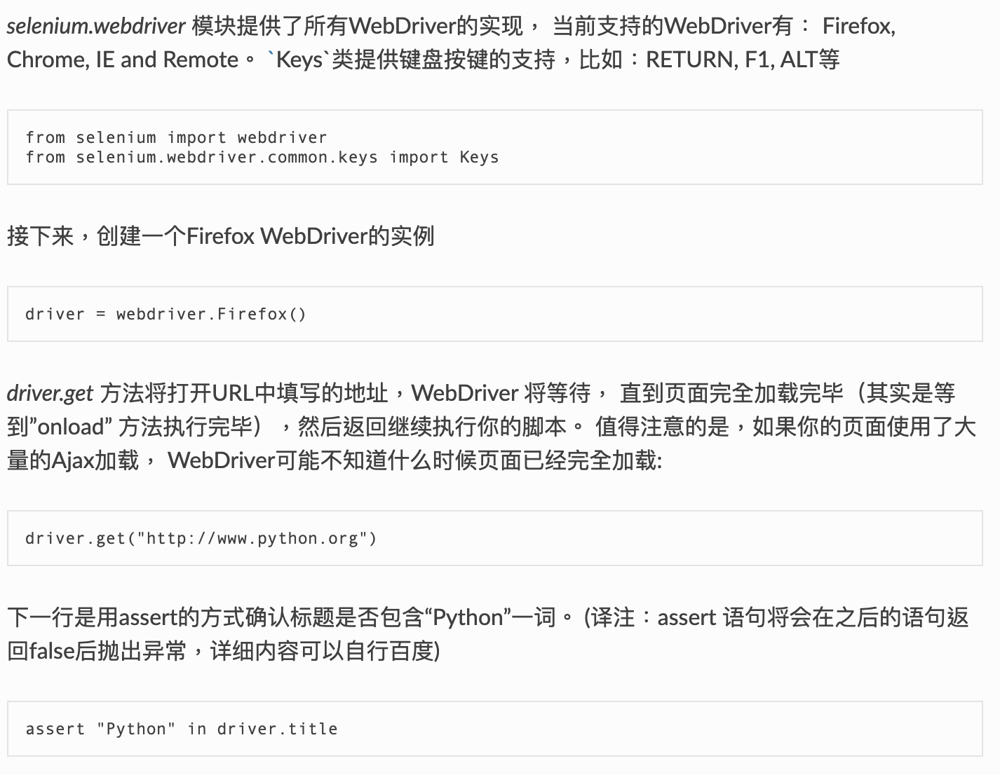 selenium.webdriver 模块提供了所有WebDriver的实现， 当前支持的WebDriver有： Firefox,
Chrome, IE and Remote。 `Keys`类提供键盘按键的支持，比如：RETURN, F1, ALT等
from selenium import webdriver
from selenium.webdriver.common.keys import Keys
接下来，创建一个Firefox WebDriver的实例
driver = webdriver.Firefox()
driver.get 方法将打开URL中填写的地址，WebDriver 将等待， 直到页面完全加载完毕（其实是等
到”onload” 方法执行完毕），然后返回继续执行你的脚本。 值得注意的是，如果你的页面使用了大
量的Ajax加载， WebDriver可能不知道什么时候页面已经完全加载:
driver.get("http://www.python.org")
下一行是用assert的方式确认标题是否包含“Python”一词。 (译注：assert 语句将会在之后的语句返
回false后抛出异常，详细内容可以自行百度)
assert "Python" in driver.title